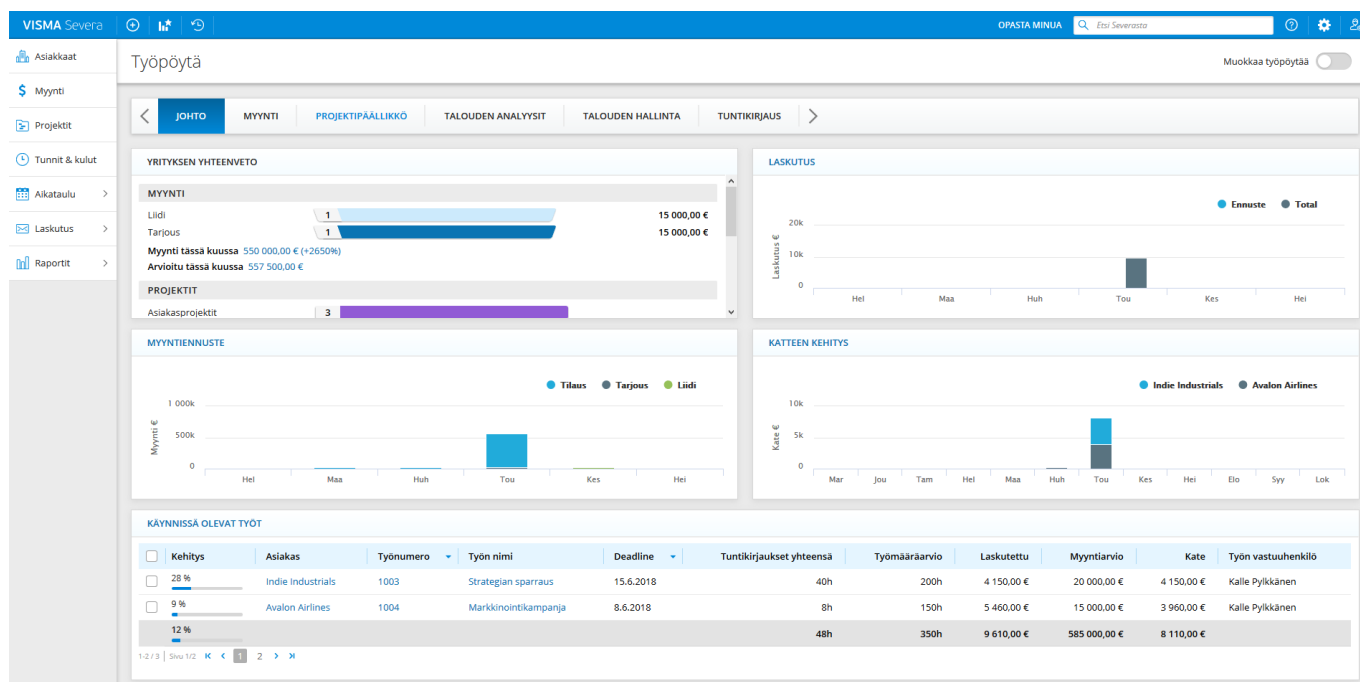 VISMA Severa
OPASTA MINUA
Etsi Severasta
Asiakkaat
Myynti
Projektit
Tunnit & kulut
Aikataulu
Laskutus
Raportit
Työpöytä
Muokkaa työpöytää
JOHTO MYYNTI PROJEKTIPÄÄLLIKKÖ TALOUDEN ANALYYSIT TALOUDEN HALLINTA TUNTIKIRJAUS
YRITYKSEN YHTEENVETO
MYYNTI
Liidi 1 15 000,00 €
Tarjous 1 15 000,00 €
Myynti tässä kuussa 550 000,00 € (+2650%)
Arvioitu tässä kuussa 557 500,00 €
PROJEKTIT
Asiakasprojektit 3
LASKUTUS
Ennuste Total
Laskutus €
20k
10k
0
Hel Maa Huh Tou Kes Hei
MYYNTIENNUSTE
Tilaus Tarjous Liidi
Myynti €
1 000k
500k
0
Hel Maa Huh Tou Kes Hei
KATTEEN KEHITYS
Indie Industrials Avalon Airlines
Kate €
10k
5k
0
Mar Jou Tam Hel Maa Huh Tou Kes Hei Elo Syy Lok
KÄYNNISSÄ OLEVAT TYÖT
Kehitys Asiakas Työnumero Työn nimi Deadline Tuntikirjaukset yhteensä Työmääräarvio Laskutettu Myyntiarvio Kate Työn vastuuhenkilö
28 % Indie Industrials 1003 Strategian sparraus 15.6.2018 40h 200h 4 150,00 € 20 000,00 € 4 150,00 € Kalle Pylkkänen
9 % Avalon Airlines 1004 Markkinointikampanja 8.6.2018 8h 150h 5 460,00 € 15 000,00 € 3 960,00 € Kalle Pylkkänen
12 % 48h 350h 9 610,00 € 585 000,00 € 8 110,00 €
1-2 / 3 | Sivu 1/2 1 2